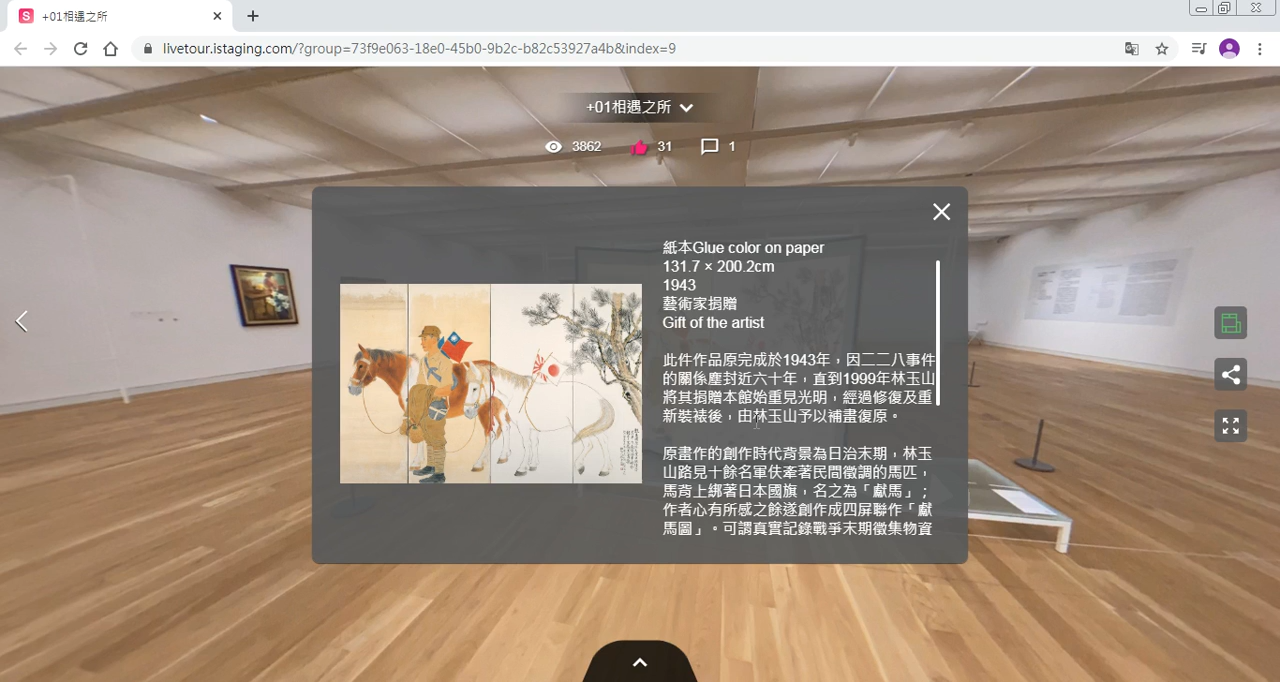 +01相遇之所
livetour.istaging.com/?group=73f9e063-18e0-45b0-9b2c-b82c53927a4b&index=9
+01相遇之所
3862 31 1
紙本Glue color on paper
131.7 × 200.2cm
1943
藝術家捐贈
Gift of the artist
此件作品原完成於1943年，因二二八事件
的關係塵封近六十年，直到1999年林玉山
將其捐贈本館始重見光明，經過修復及重
新裝裱後，由林玉山予以補畫復原。
原畫作的創作時代背景為日治末期，林玉
山路見十餘名軍伕牽著民間徵調的馬匹，
馬背上綁著日本國旗，名之為「獻馬」；
作者心有所感之餘遂創作成四屏聯作「獻
馬圖」。可謂真實記錄戰爭末期徵集物資